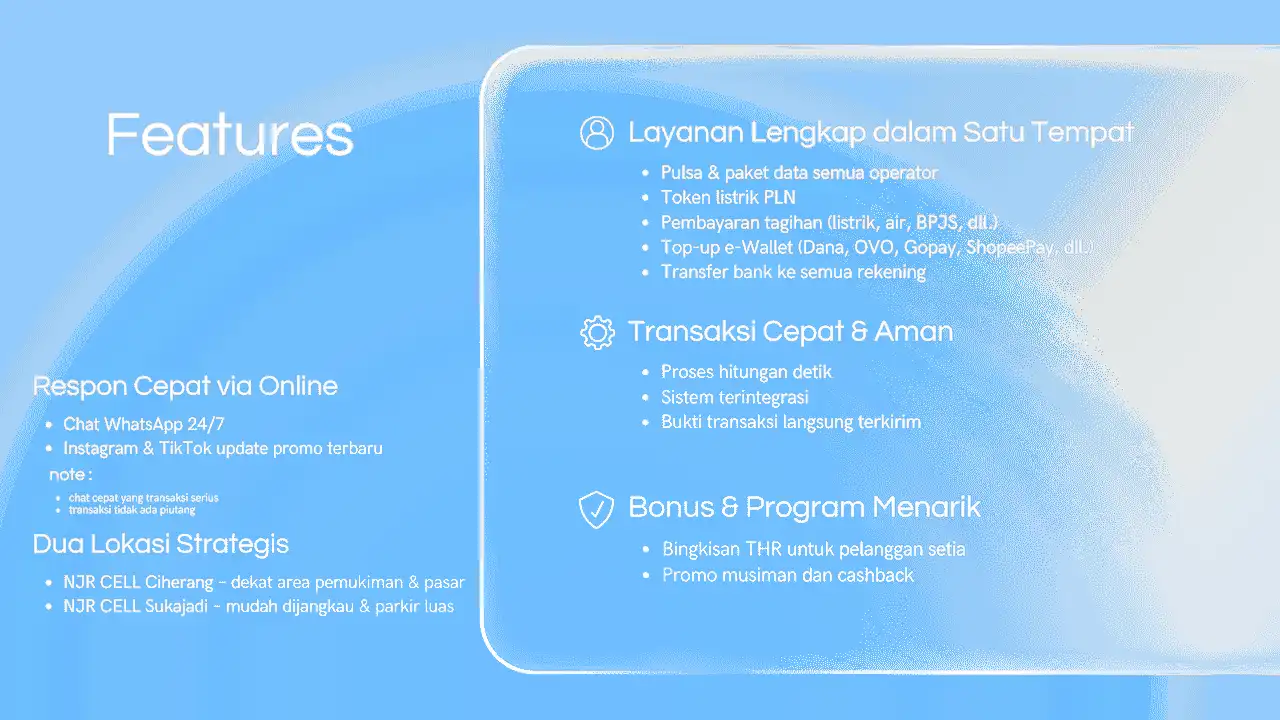 Features
Respon Cepat via Online
• Chat WhatsApp 24/7
• Instagram & TikTok update promo terbaru
note :
• chat cepat yang transaksi serius
• transaksi tidak ada piutang
Dua Lokasi Strategis
• NJR CELL Ciherang – dekat area pemukiman & pasar
• NJR CELL Sukajadi – mudah dijangkau & parkir luas
Layanan Lengkap dalam Satu Tempat
• Pulsa & paket data semua operator
• Token listrik PLN
• Pembayaran tagihan (listrik, air, BPJS, dll.)
• Top-up e-Wallet (Dana, OVO, Gopay, ShopeePay, dll.)
• Transfer bank ke semua rekening
Transaksi Cepat & Aman
• Proses hitungan detik
• Sistem terintegrasi
• Bukti transaksi langsung terkirim
Bonus & Program Menarik
• Bingkisan THR untuk pelanggan setia
• Promo musiman dan cashback